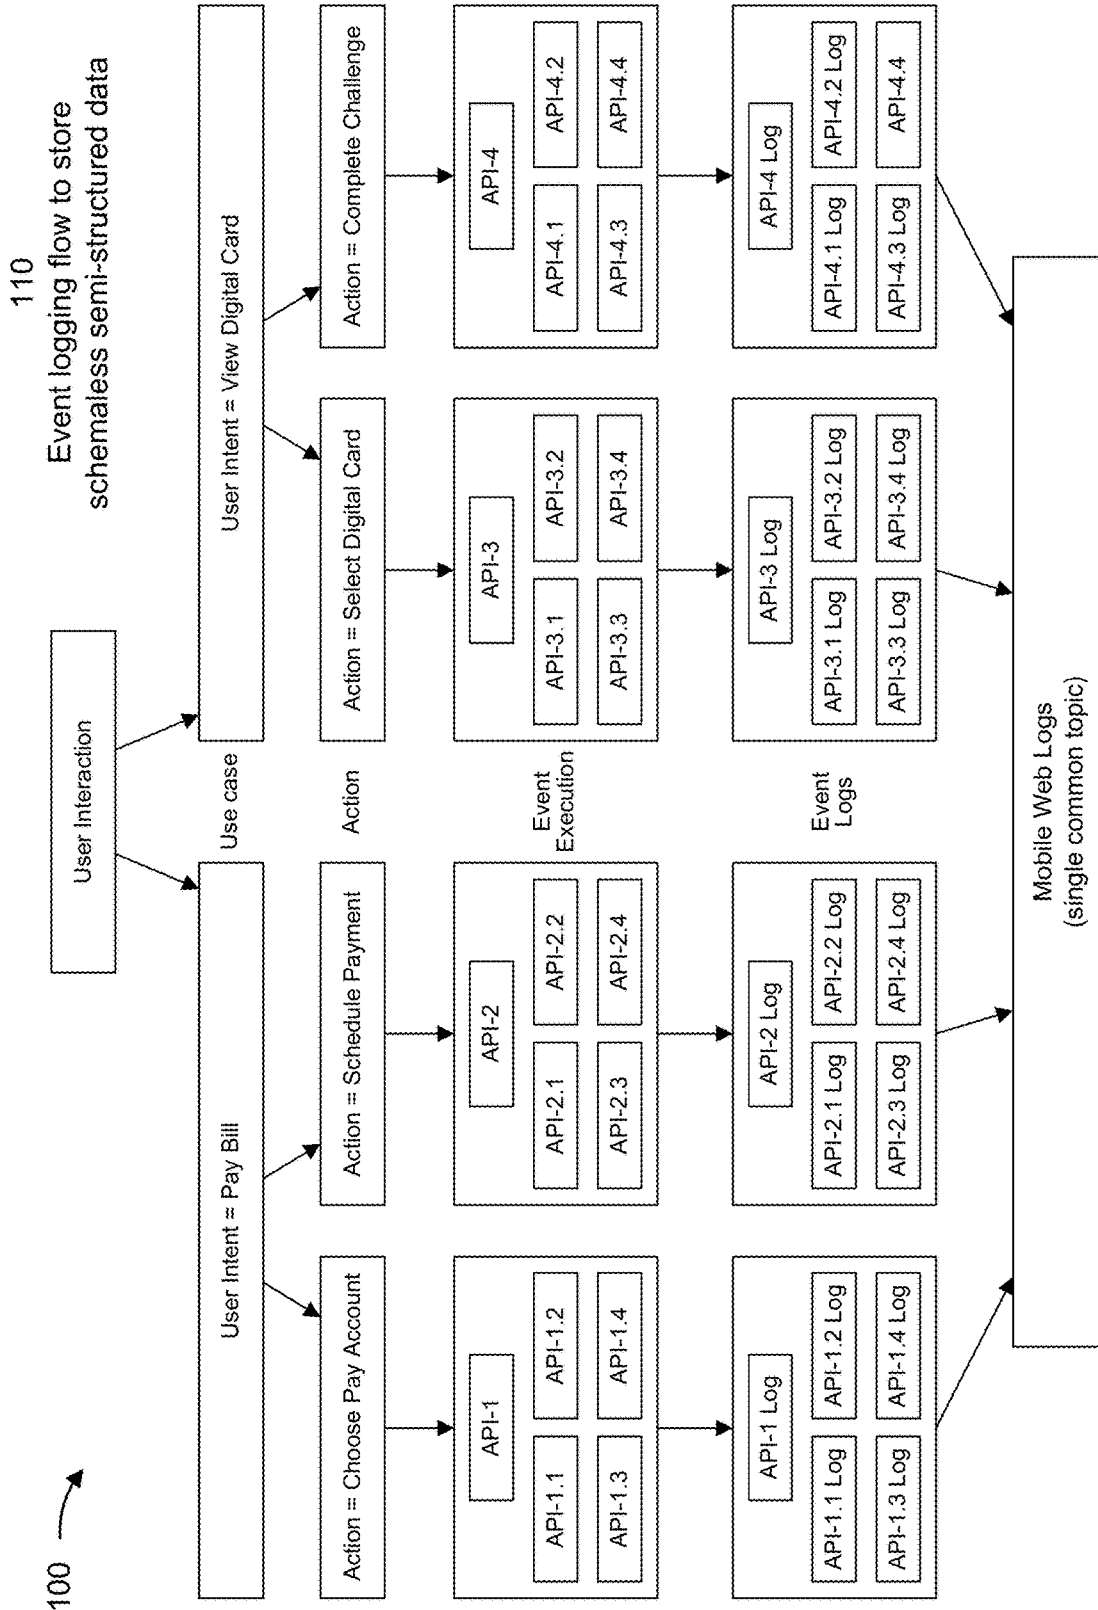 100
110
Event logging flow to store
schemaless semi-structured data
User Interaction
User Intent = Pay Bill
Use case
User Intent = View Digital Card
Action = Choose Pay Account
Action = Schedule Payment
Action
Action = Select Digital Card
Action = Complete Challenge
API-1
API-1.1
API-1.2
API-1.3
API-1.4
API-2
API-2.1
API-2.2
API-2.3
API-2.4
Event
Execution
API-3
API-3.1
API-3.2
API-3.3
API-3.4
API-4
API-4.1
API-4.2
API-4.3
API-4.4
API-1 Log
API-1.1 Log
API-1.2 Log
API-1.3 Log
API-1.4 Log
API-2 Log
API-2.1 Log
API-2.2 Log
API-2.3 Log
API-2.4 Log
Event
Logs
API-3 Log
API-3.1 Log
API-3.2 Log
API-3.3 Log
API-3.4 Log
API-4 Log
API-4.1 Log
API-4.2 Log
API-4.3 Log
API-4.4
Mobile Web Logs
(single common topic)